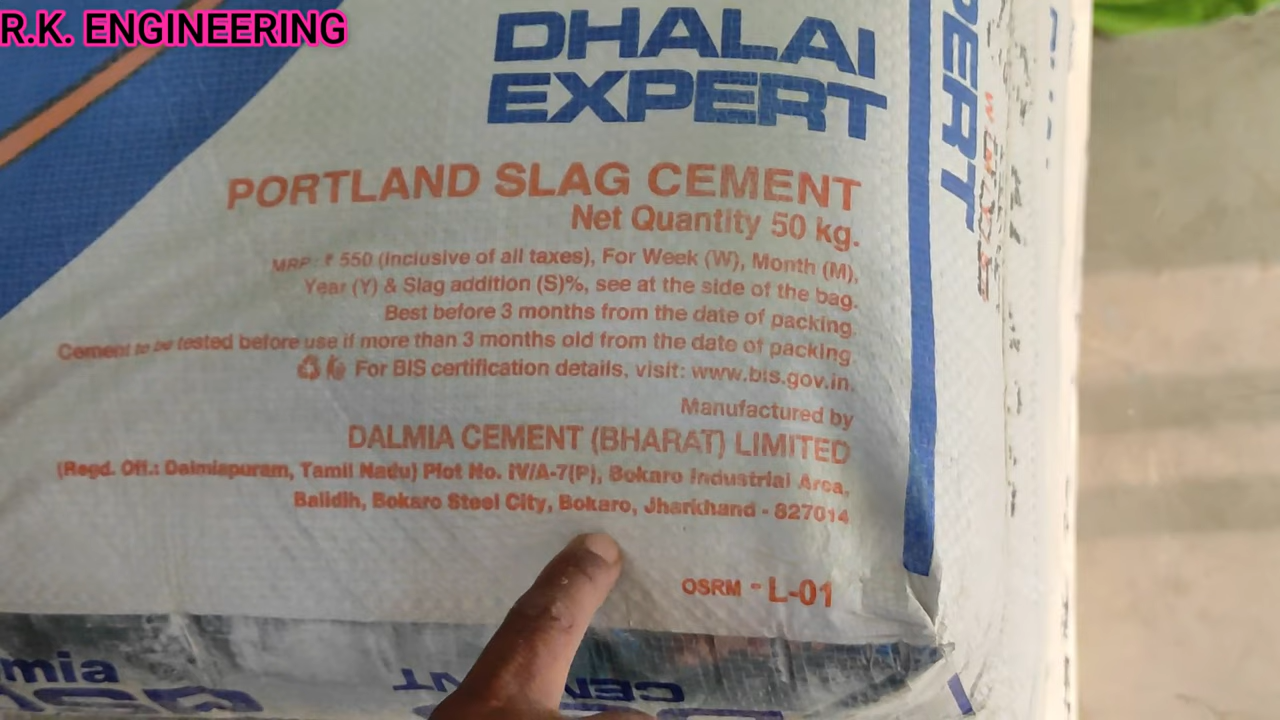 R.K. ENGINEERING
DHALAI
EXPERT
PERT
PORTLAND SLAG CEMENT
Net Quantity 50 kg.
MRP: ₹ 550 (Inclusive of all taxes), For Week (W), Month (M),
Year (Y) & Slag addition (S)%, see at the side of the bag.
Best before 3 months from the date of packing.
Cement to be tested before use if more than 3 months old from the date of packing.
For BIS certification details, visit: www.bis.gov.in.
Manufactured by
DALMIA CEMENT (BHARAT) LIMITED
(Regd. Off.: Dalmiapuram, Tamil Nadu) Plot No. IV/A-7(P), Bokaro Industrial Area,
Balidih, Bokaro Steel City, Bokaro, Jharkhand - 827014
OSRM - L-01
mia